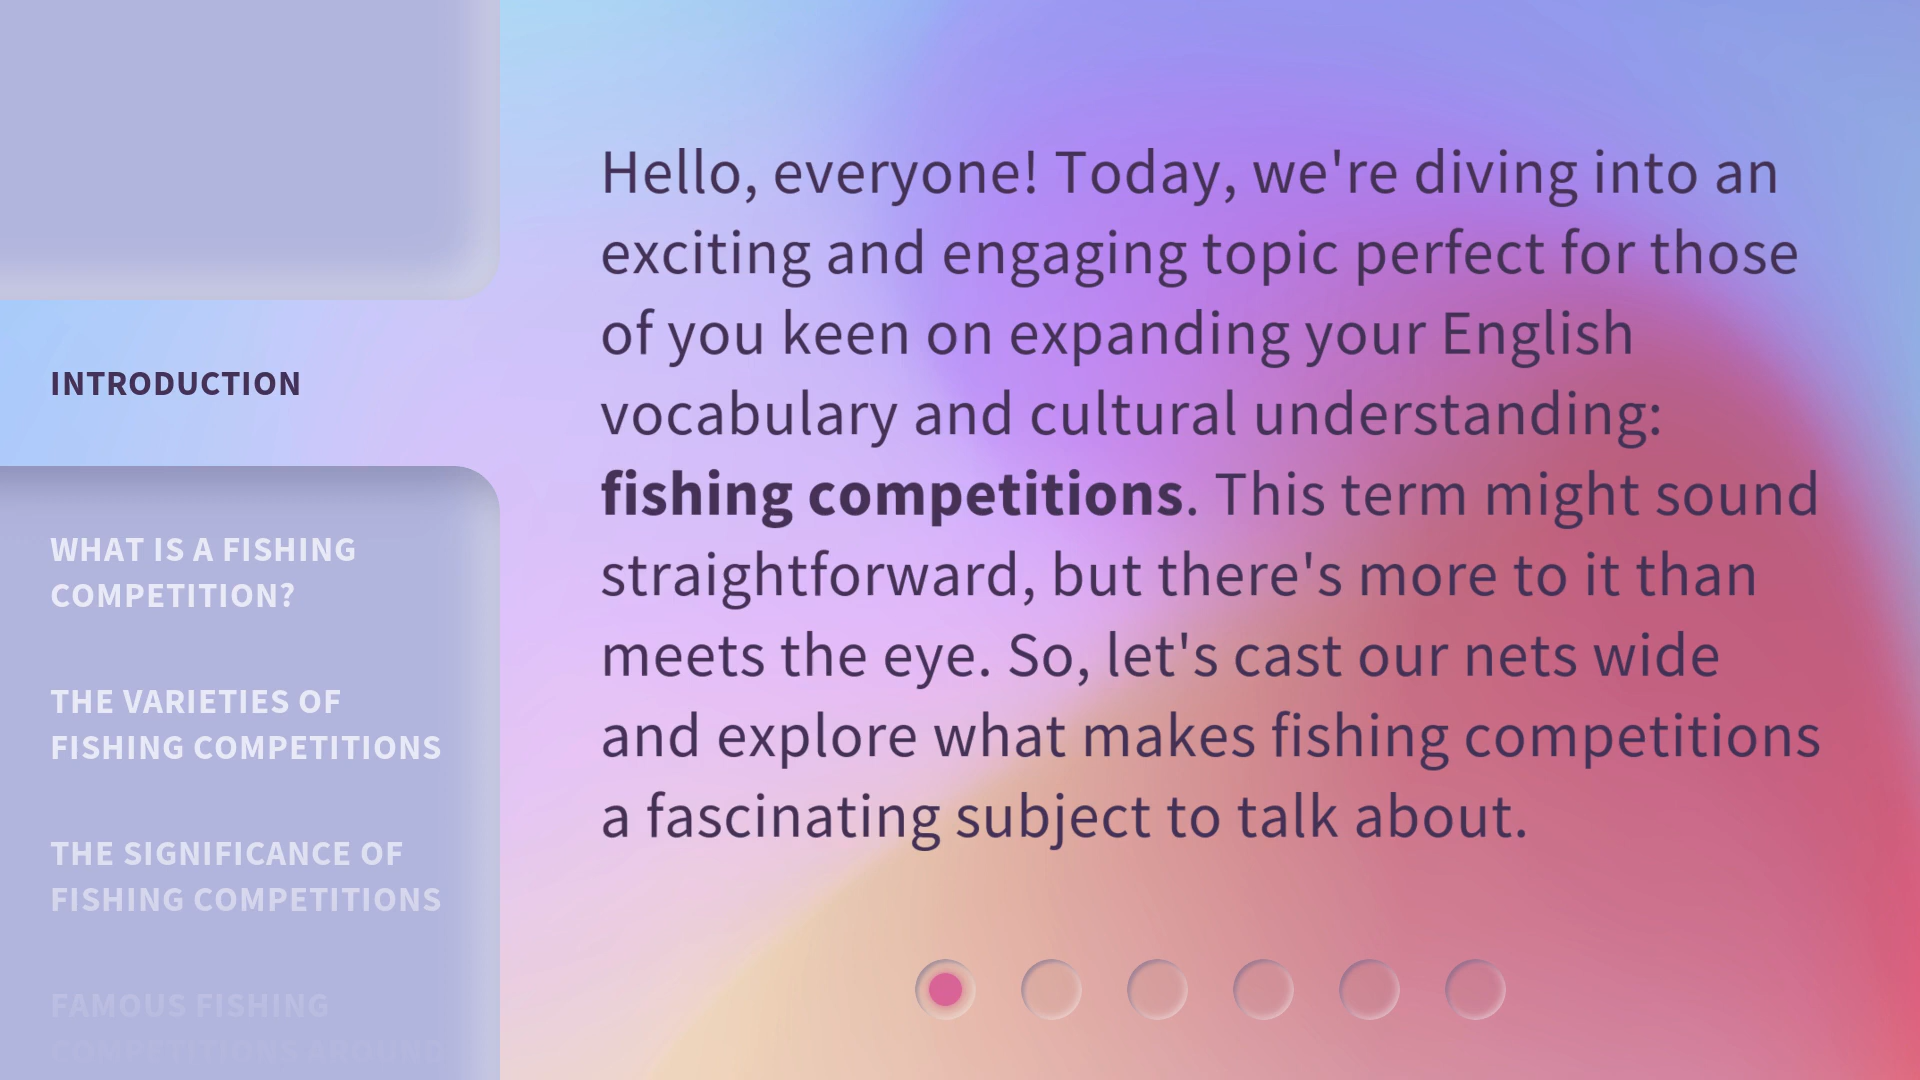 INTRODUCTION
WHAT IS A FISHING
COMPETITION?
THE VARIETIES OF
FISHING COMPETITIONS
THE SIGNIFICANCE OF
FISHING COMPETITIONS
FAMOUS FISHING
COMPETITIONS AROUND
Hello, everyone! Today, we're diving into an
exciting and engaging topic perfect for those
of you keen on expanding your English
vocabulary and cultural understanding:
fishing competitions. This term might sound
straightforward, but there's more to it than
meets the eye. So, let's cast our nets wide
and explore what makes fishing competitions
a fascinating subject to talk about.